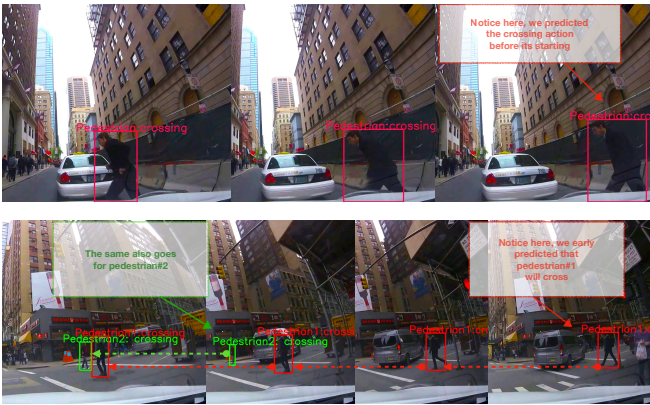 Notice here, we predicted
the crossing action
before its starting
Pedestrian:crossing
Pedestrian:crossing
Pedestrian:cro
The same also goes
for pedestrian#2
Notice here, we early
predicted that
pedestrian#1
will cross
Pedestrian1:crossing
Pedestrian2: crossing
Pedestrian1:cross
Pedestrian2: crossing
Pedestrian1:cr
Pedestrian1: